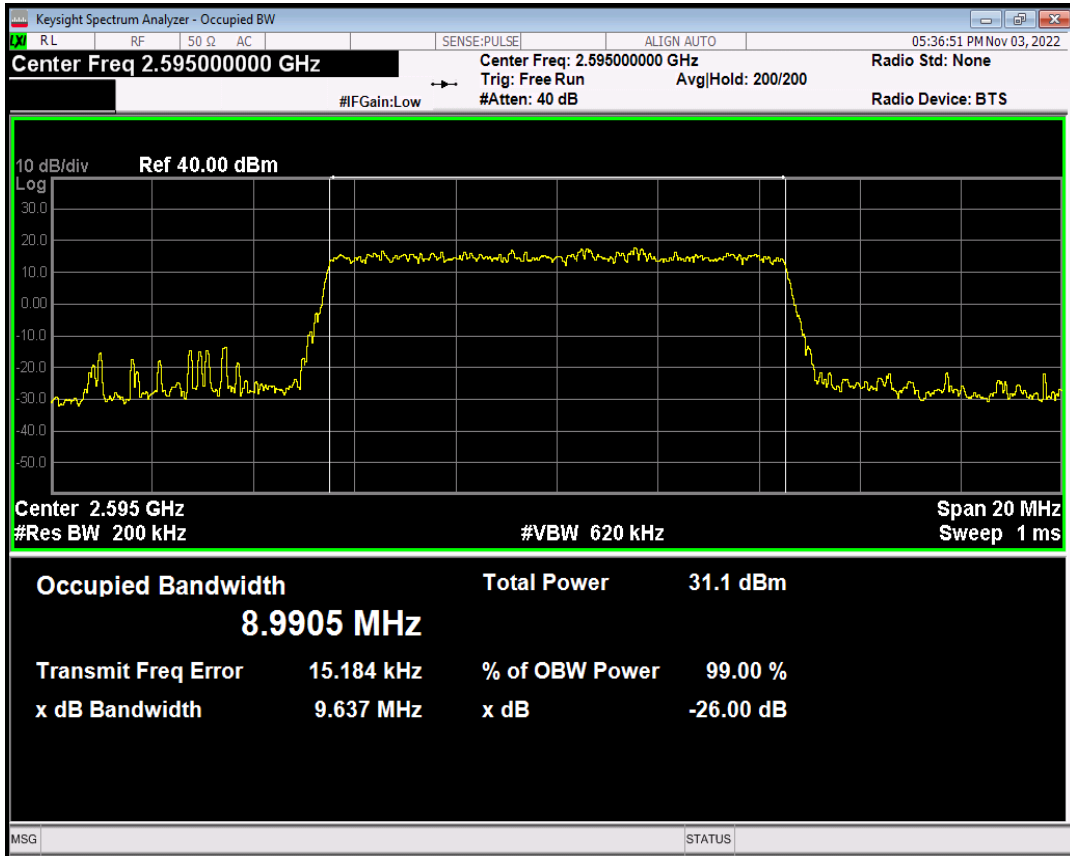 Keysight Spectrum Analyzer - Occupied BW
LXI RL RF 50 Ω AC SENSE:PULSE ALIGN AUTO 05:36:51 PM Nov 03, 2022
Center Freq 2.595000000 GHz Center Freq: 2.595000000 GHz Radio Std: None
Trig: Free Run Avg|Hold: 200/200
#IFGain:Low #Atten: 40 dB Radio Device: BTS
10 dB/div Ref 40.00 dBm
Log
30.0
20.0
10.0
0.00
-10.0
-20.0
-30.0
-40.0
-50.0
Center 2.595 GHz Span 20 MHz
#Res BW 200 kHz #VBW 620 kHz Sweep 1 ms
Occupied Bandwidth Total Power 31.1 dBm
8.9905 MHz
Transmit Freq Error 15.184 kHz % of OBW Power 99.00 %
x dB Bandwidth 9.637 MHz x dB -26.00 dB
MSG STATUS